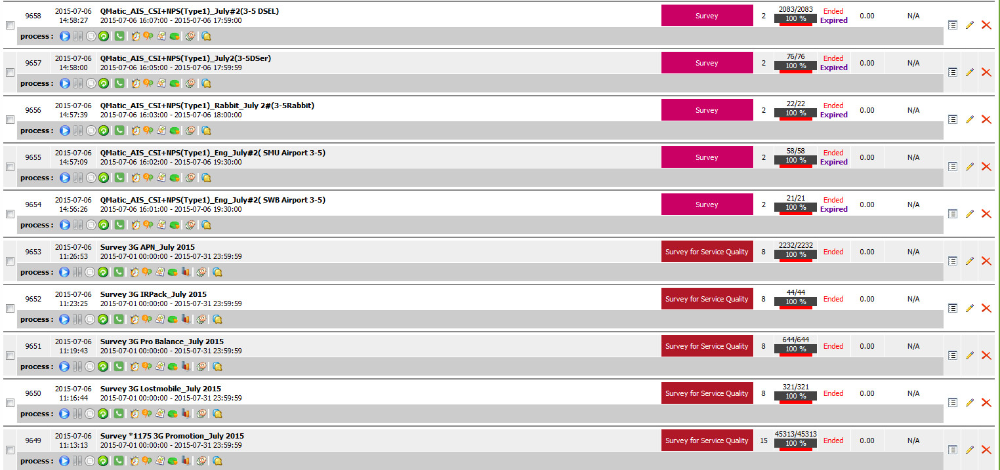 9658 2015-07-06 14:58:27 QMatic_AIS_CSI+NPS(Type1)_July#2(3-5 DSEL) 2015-07-06 16:07:00 - 2015-07-06 17:59:00 Survey 2 2083/2083 100 % Ended Expired 0.00 N/A
process :
9657 2015-07-06 14:58:00 QMatic_AIS_CSI+NPS(Type1)_July2(3-5DSer) 2015-07-06 16:05:00 - 2015-07-06 17:59:59 Survey 2 76/76 100 % Ended Expired 0.00 N/A
process :
9656 2015-07-06 14:57:39 QMatic_AIS_CSI+NPS(Type1)_Rabbit_July 2#(3-5Rabbit) 2015-07-06 16:03:00 - 2015-07-06 18:00:00 Survey 2 22/22 100 % Ended Expired 0.00 N/A
process :
9655 2015-07-06 14:57:09 QMatic_AIS_CSI+NPS(Type1)_Eng_July#2( SMU Airport 3-5) 2015-07-06 16:02:00 - 2015-07-06 19:30:00 Survey 2 58/58 100 % Ended Expired 0.00 N/A
process :
9654 2015-07-06 14:56:26 QMatic_AIS_CSI+NPS(Type1)_Eng_July#2( SWB Airport 3-5) 2015-07-06 16:01:00 - 2015-07-06 19:30:00 Survey 2 21/21 100 % Ended Expired 0.00 N/A
process :
9653 2015-07-06 11:26:53 Survey 3G APN_July 2015 2015-07-01 00:00:00 - 2015-07-31 23:59:59 Survey for Service Quality 8 2232/2232 100 % Ended 0.00 N/A
process :
9652 2015-07-06 11:23:25 Survey 3G IRPack_July 2015 2015-07-01 00:00:00 - 2015-07-31 23:59:59 Survey for Service Quality 8 44/44 100 % Ended 0.00 N/A
process :
9651 2015-07-06 11:19:43 Survey 3G Pro Balance_July 2015 2015-07-01 00:00:00 - 2015-07-31 23:59:59 Survey for Service Quality 8 644/644 100 % Ended 0.00 N/A
process :
9650 2015-07-06 11:16:44 Survey 3G Lostmobile_July 2015 2015-07-01 00:00:00 - 2015-07-31 23:59:59 Survey for Service Quality 8 321/321 100 % Ended 0.00 N/A
process :
9649 2015-07-06 11:13:13 Survey *1175 3G Promotion_July 2015 2015-07-01 00:00:00 - 2015-07-31 23:59:59 Survey for Service Quality 15 45313/45313 100 % Ended 0.00 N/A
process :